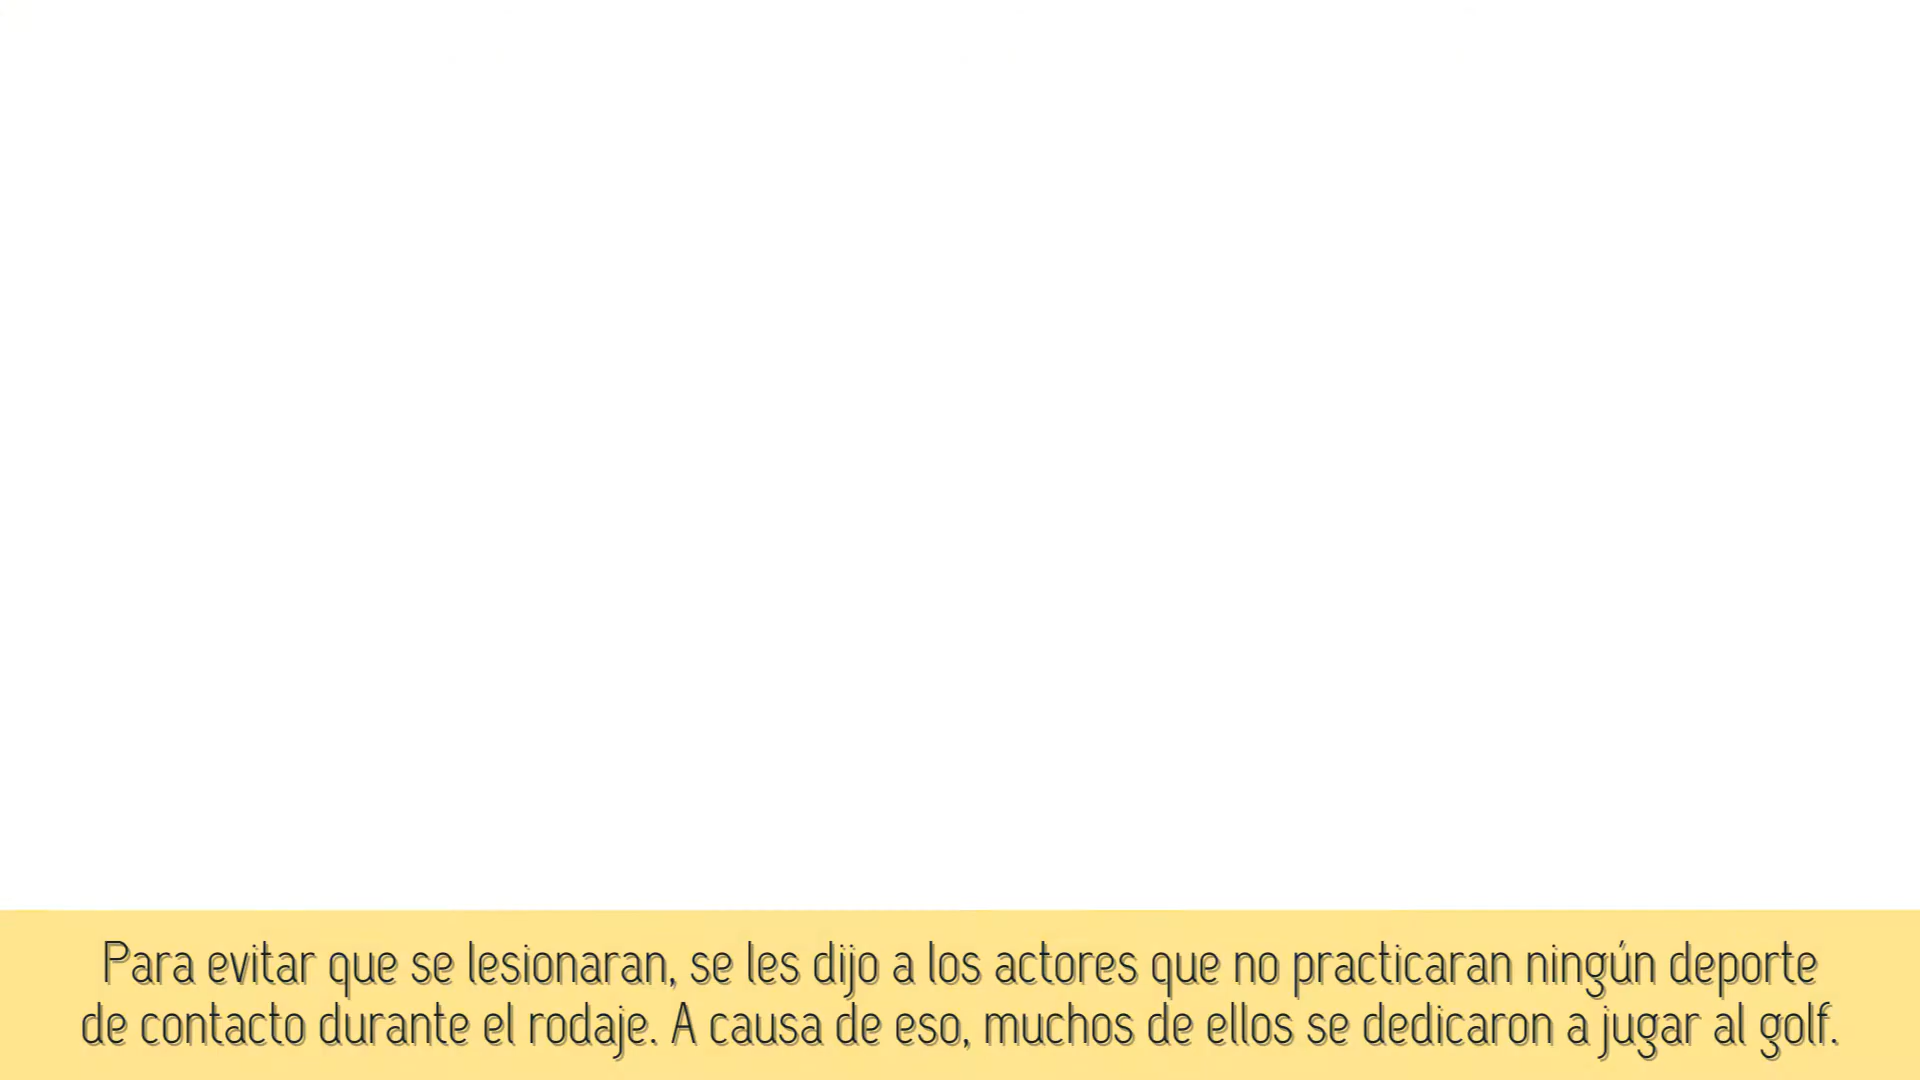 Para evitar que se lesionaran, se les dijo a los actores que no practicaran ningún deporte
de contacto durante el rodaje. A causa de eso, muchos de ellos se dedicaron a jugar al golf.